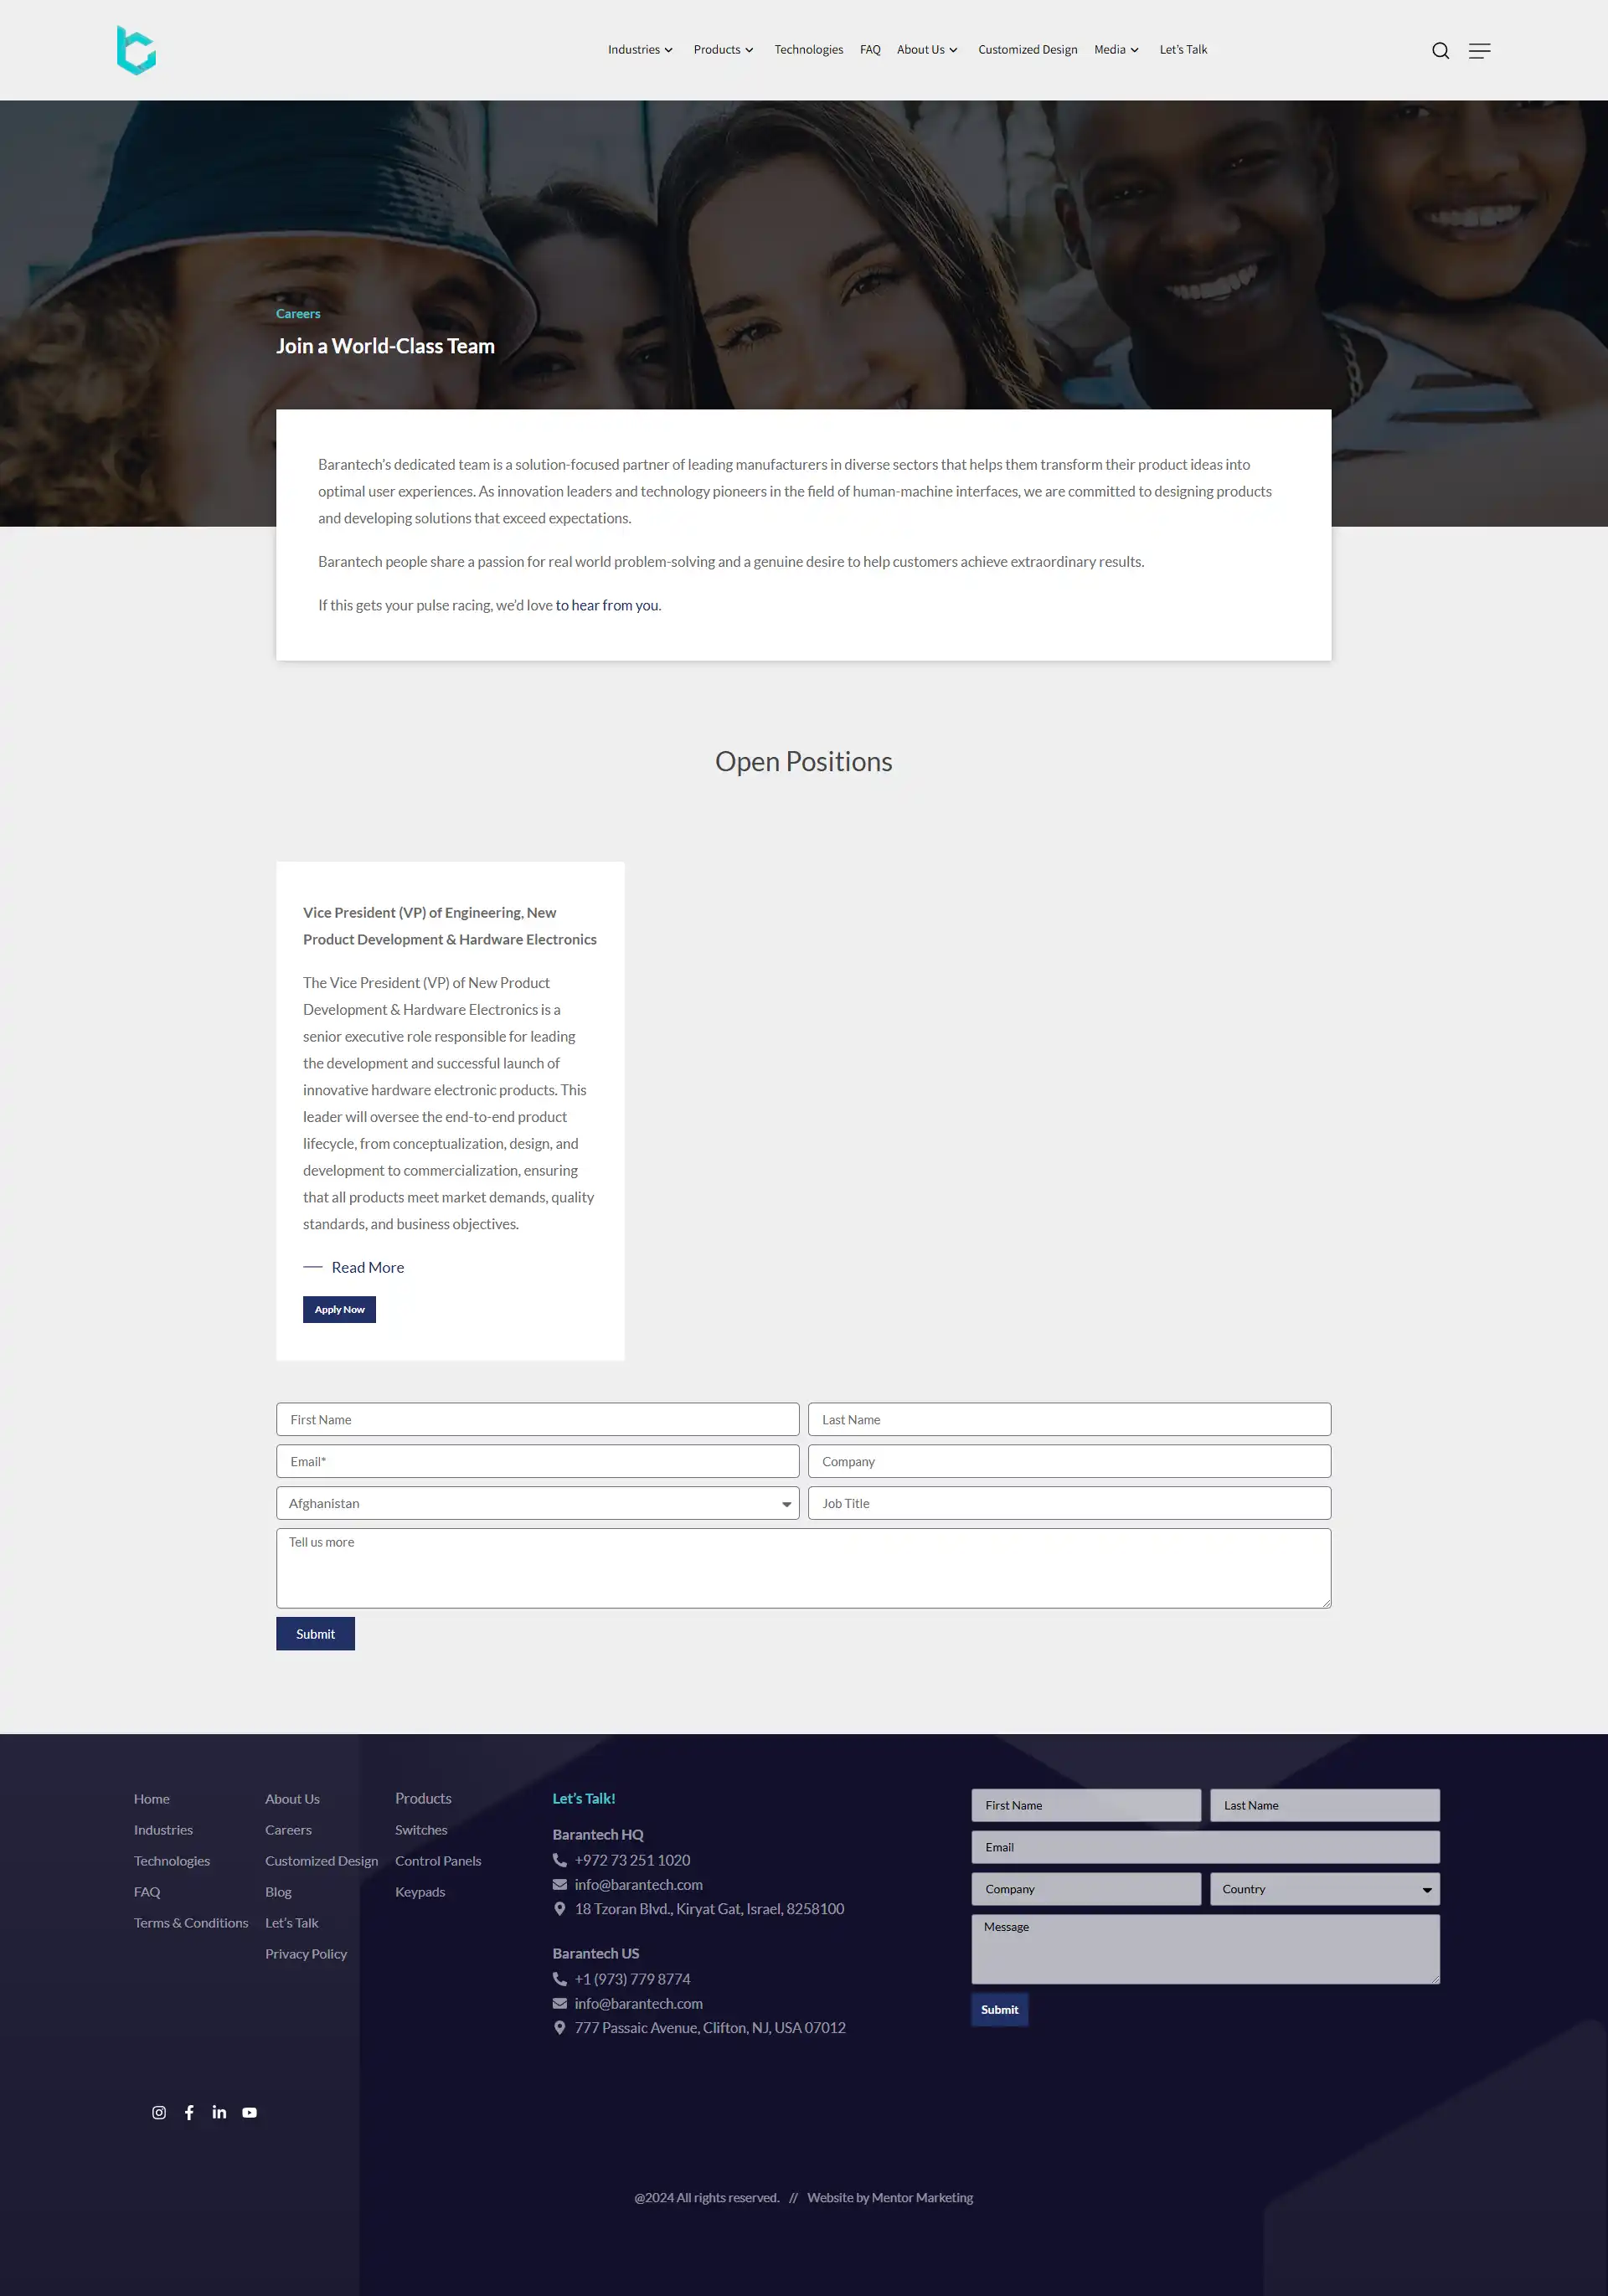 Industries Products Technologies FAQ About Us Customized Design Media Let's Talk
Careers
Join a World-Class Team
Barantech's dedicated team is a solution-focused partner of leading manufacturers in diverse sectors that helps them transform their product ideas into
optimal user experiences. As innovation leaders and technology pioneers in the field of human-machine interfaces, we are committed to designing products
and developing solutions that exceed expectations.
Barantech people share a passion for real world problem-solving and a genuine desire to help customers achieve extraordinary results.
If this gets your pulse racing, we'd love to hear from you.
Open Positions
Vice President (VP) of Engineering, New
Product Development & Hardware Electronics
The Vice President (VP) of New Product
Development & Hardware Electronics is a
senior executive role responsible for leading
the development and successful launch of
innovative hardware electronic products. This
leader will oversee the end-to-end product
lifecycle, from conceptualization, design, and
development to commercialization, ensuring
that all products meet market demands, quality
standards, and business objectives.
Read More
Apply Now
First Name
Last Name
Email*
Company
Afghanistan
Job Title
Tell us more
Submit
Home
Industries
Technologies
FAQ
Terms & Conditions
About Us
Careers
Customized Design
Blog
Let's Talk
Privacy Policy
Products
Switches
Control Panels
Keypads
Let's Talk!
Barantech HQ
+972 73 251 1020
info@barantech.com
18 Tzoran Blvd., Kiryat Gat, Israel, 8258100
Barantech US
+1 (973) 779 8774
info@barantech.com
777 Passaic Avenue, Clifton, NJ, USA 07012
First Name
Last Name
Email
Company
Country
Message
Submit
@2024 All rights reserved. // Website by Mentor Marketing